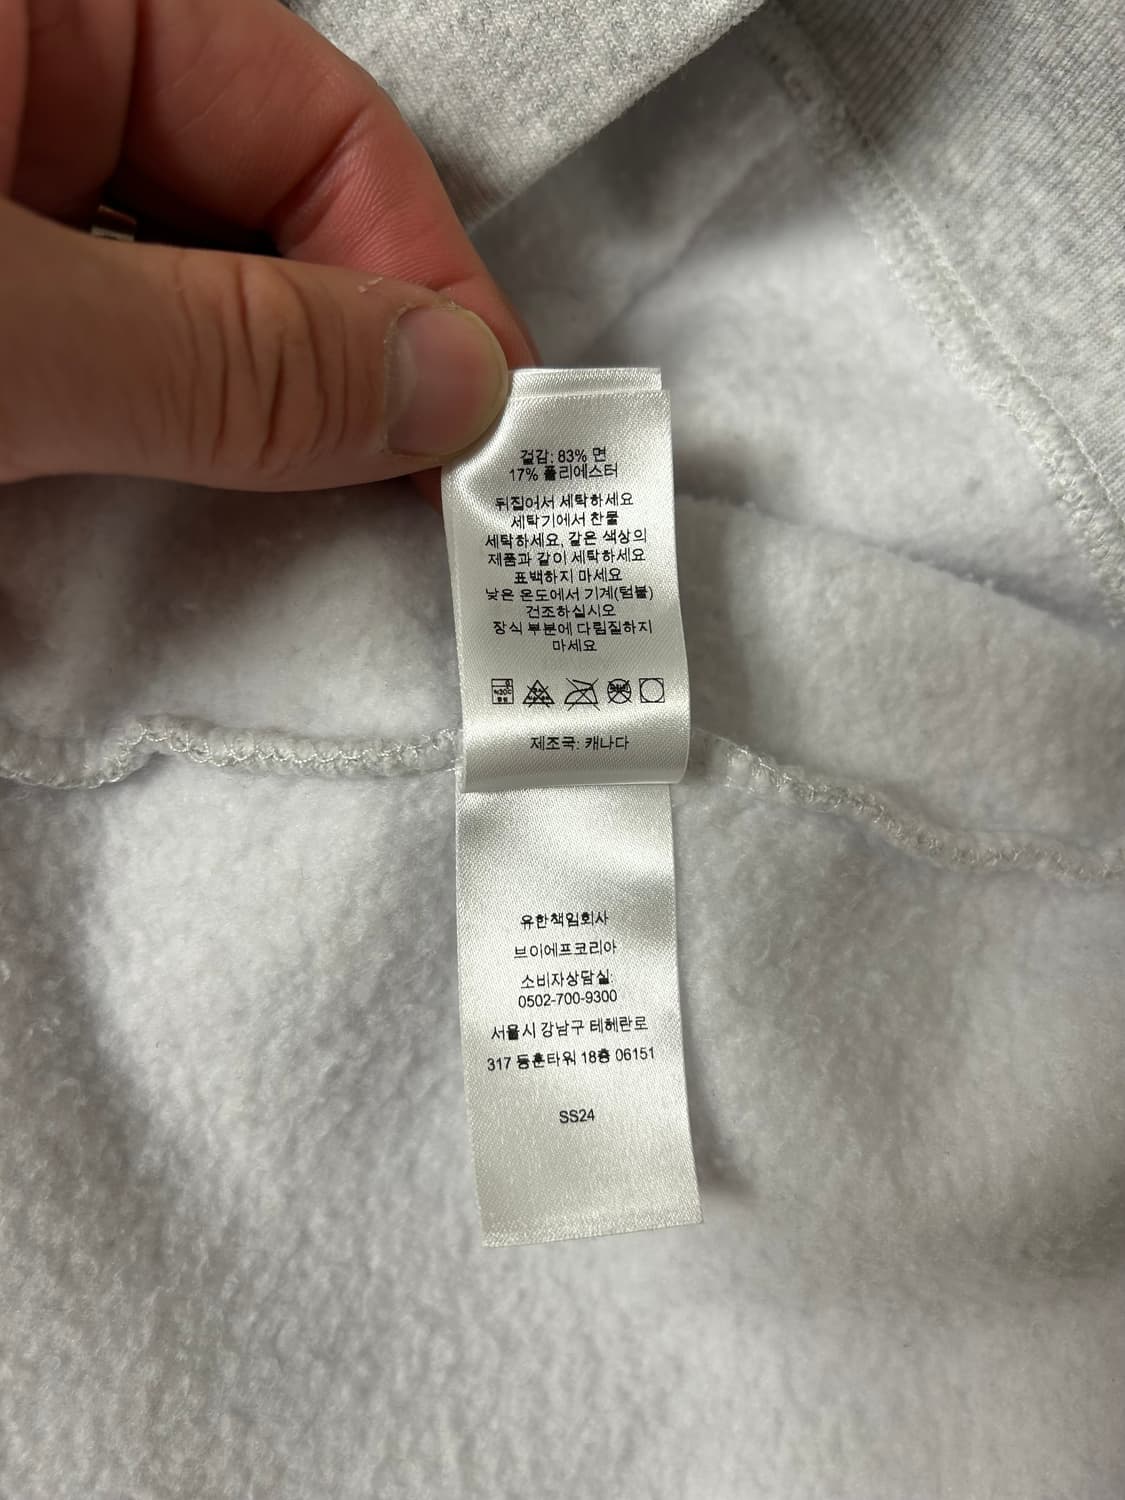 겉감: 83% 면
17% 폴리에스터
뒤집어서 세탁하세요
세탁기에서 찬물
세탁하세요, 같은 색상의
제품과 같이 세탁하세요
표백하지 마세요
낮은 온도에서 기계(텀블)
건조하십시오
장식 부분에 다림질하지
마세요
제조국: 캐나다
유한책임회사
브이에프코리아
소비자상담실:
0502-700-9300
서울시 강남구 테헤란로
317 동훈타워 18층 06151
SS24